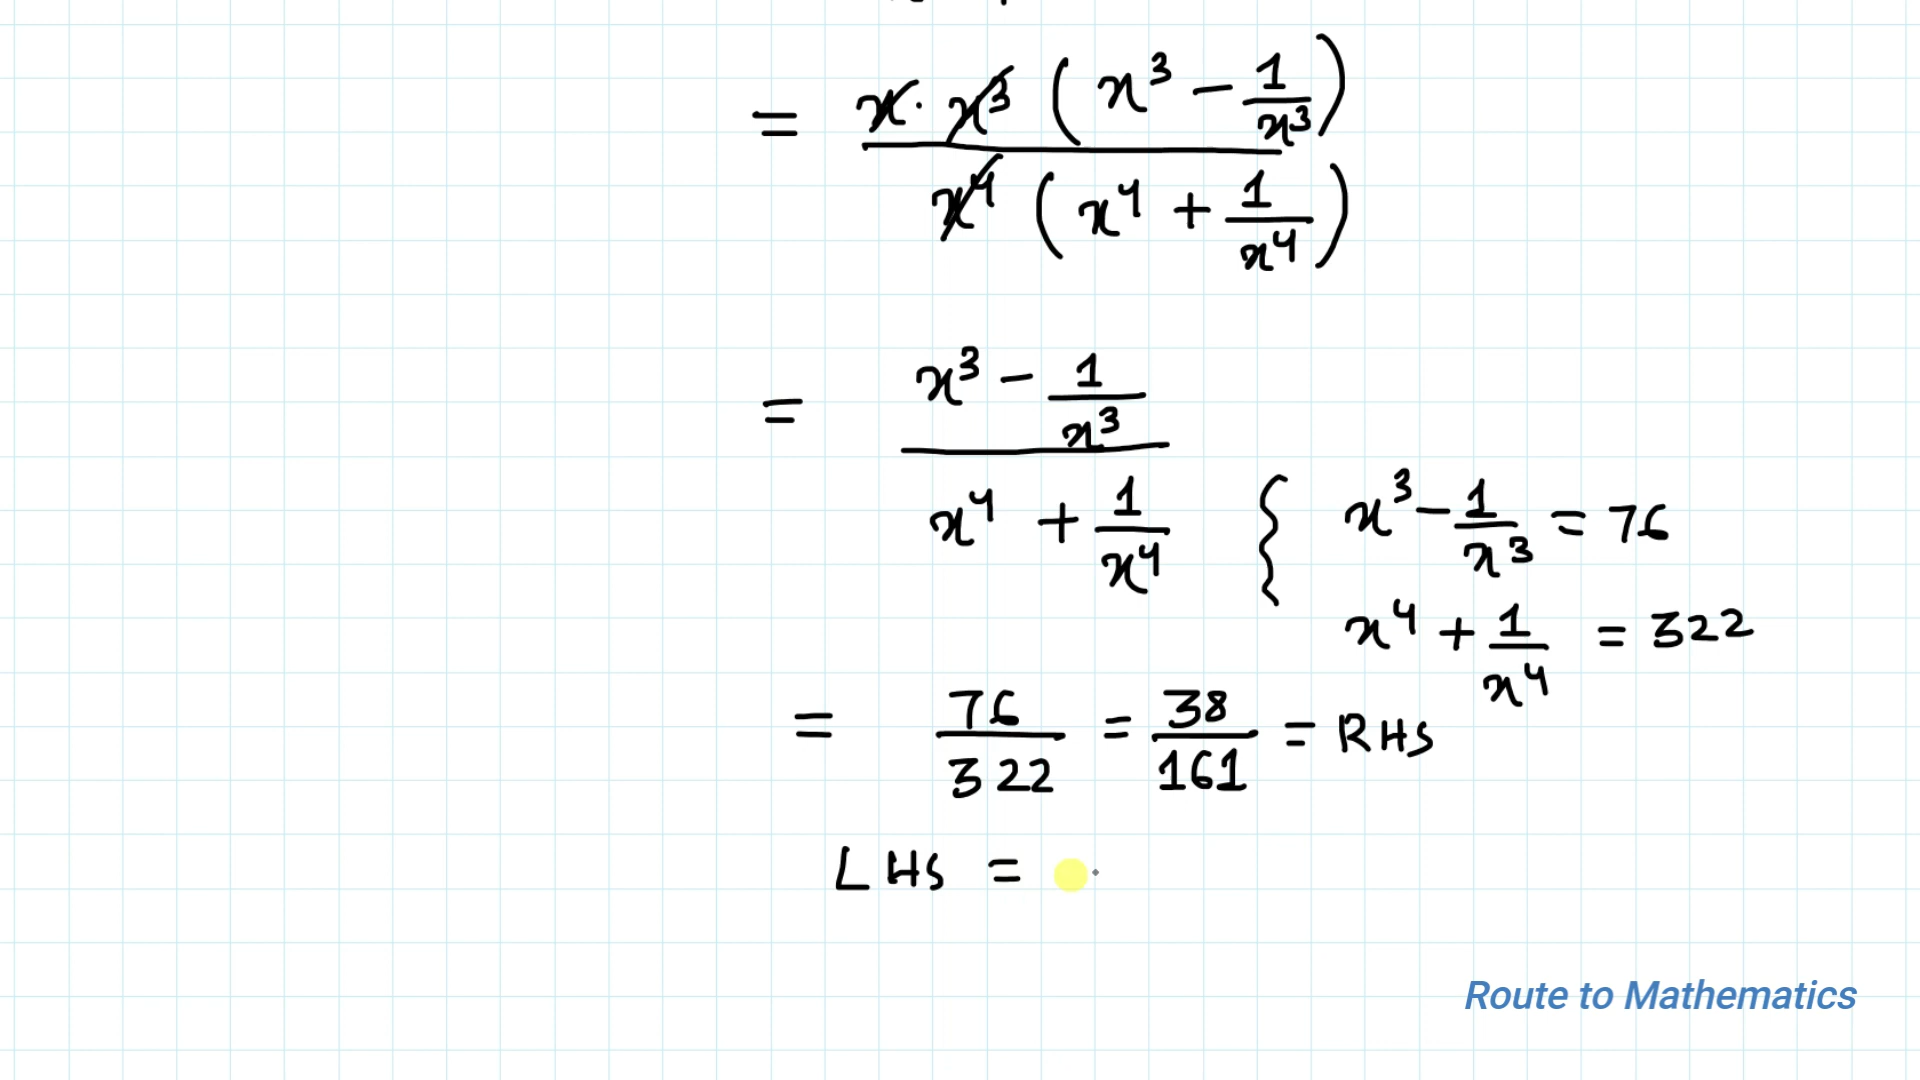 = x · x³ ( x³ − 1/x³ ) / x⁴ ( x⁴ + 1/x⁴ )
= x³ − 1/x³ / x⁴ + 1/x⁴
{ x³ − 1/x³ = 76
x⁴ + 1/x⁴ = 322
= 76/322 = 38/161 = RHS
LHS =
Route to Mathematics